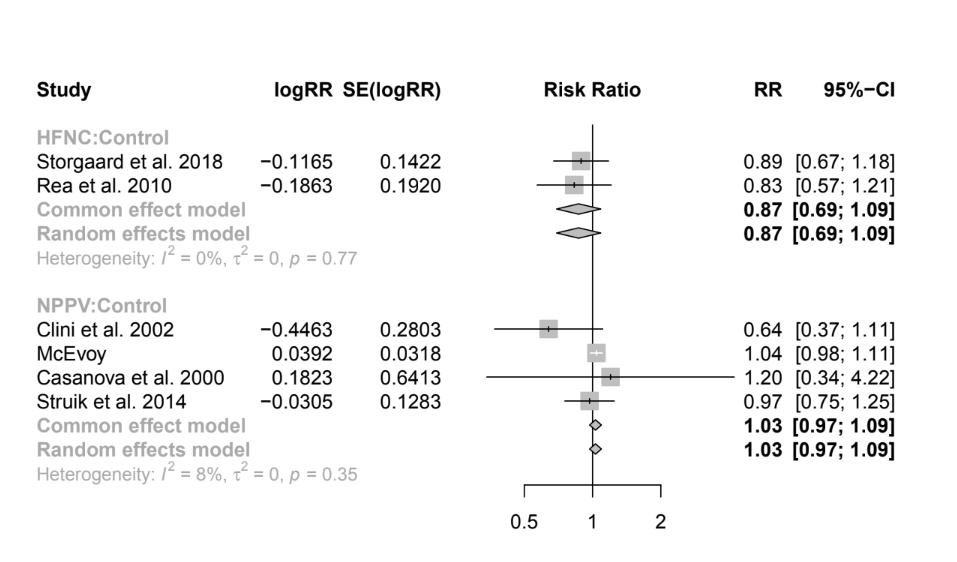 Study logRR SE(logRR) Risk Ratio RR 95%−CI
HFNC:Control
Storgaard et al. 2018 −0.1165 0.1422 0.89 [0.67; 1.18]
Rea et al. 2010 −0.1863 0.1920 0.83 [0.57; 1.21]
Common effect model 0.87 [0.69; 1.09]
Random effects model 0.87 [0.69; 1.09]
Heterogeneity: I² = 0%, τ² = 0, p = 0.77
NPPV:Control
Clini et al. 2002 −0.4463 0.2803 0.64 [0.37; 1.11]
McEvoy 0.0392 0.0318 1.04 [0.98; 1.11]
Casanova et al. 2000 0.1823 0.6413 1.20 [0.34; 4.22]
Struik et al. 2014 −0.0305 0.1283 0.97 [0.75; 1.25]
Common effect model 1.03 [0.97; 1.09]
Random effects model 1.03 [0.97; 1.09]
Heterogeneity: I² = 8%, τ² = 0, p = 0.35
0.5 1 2